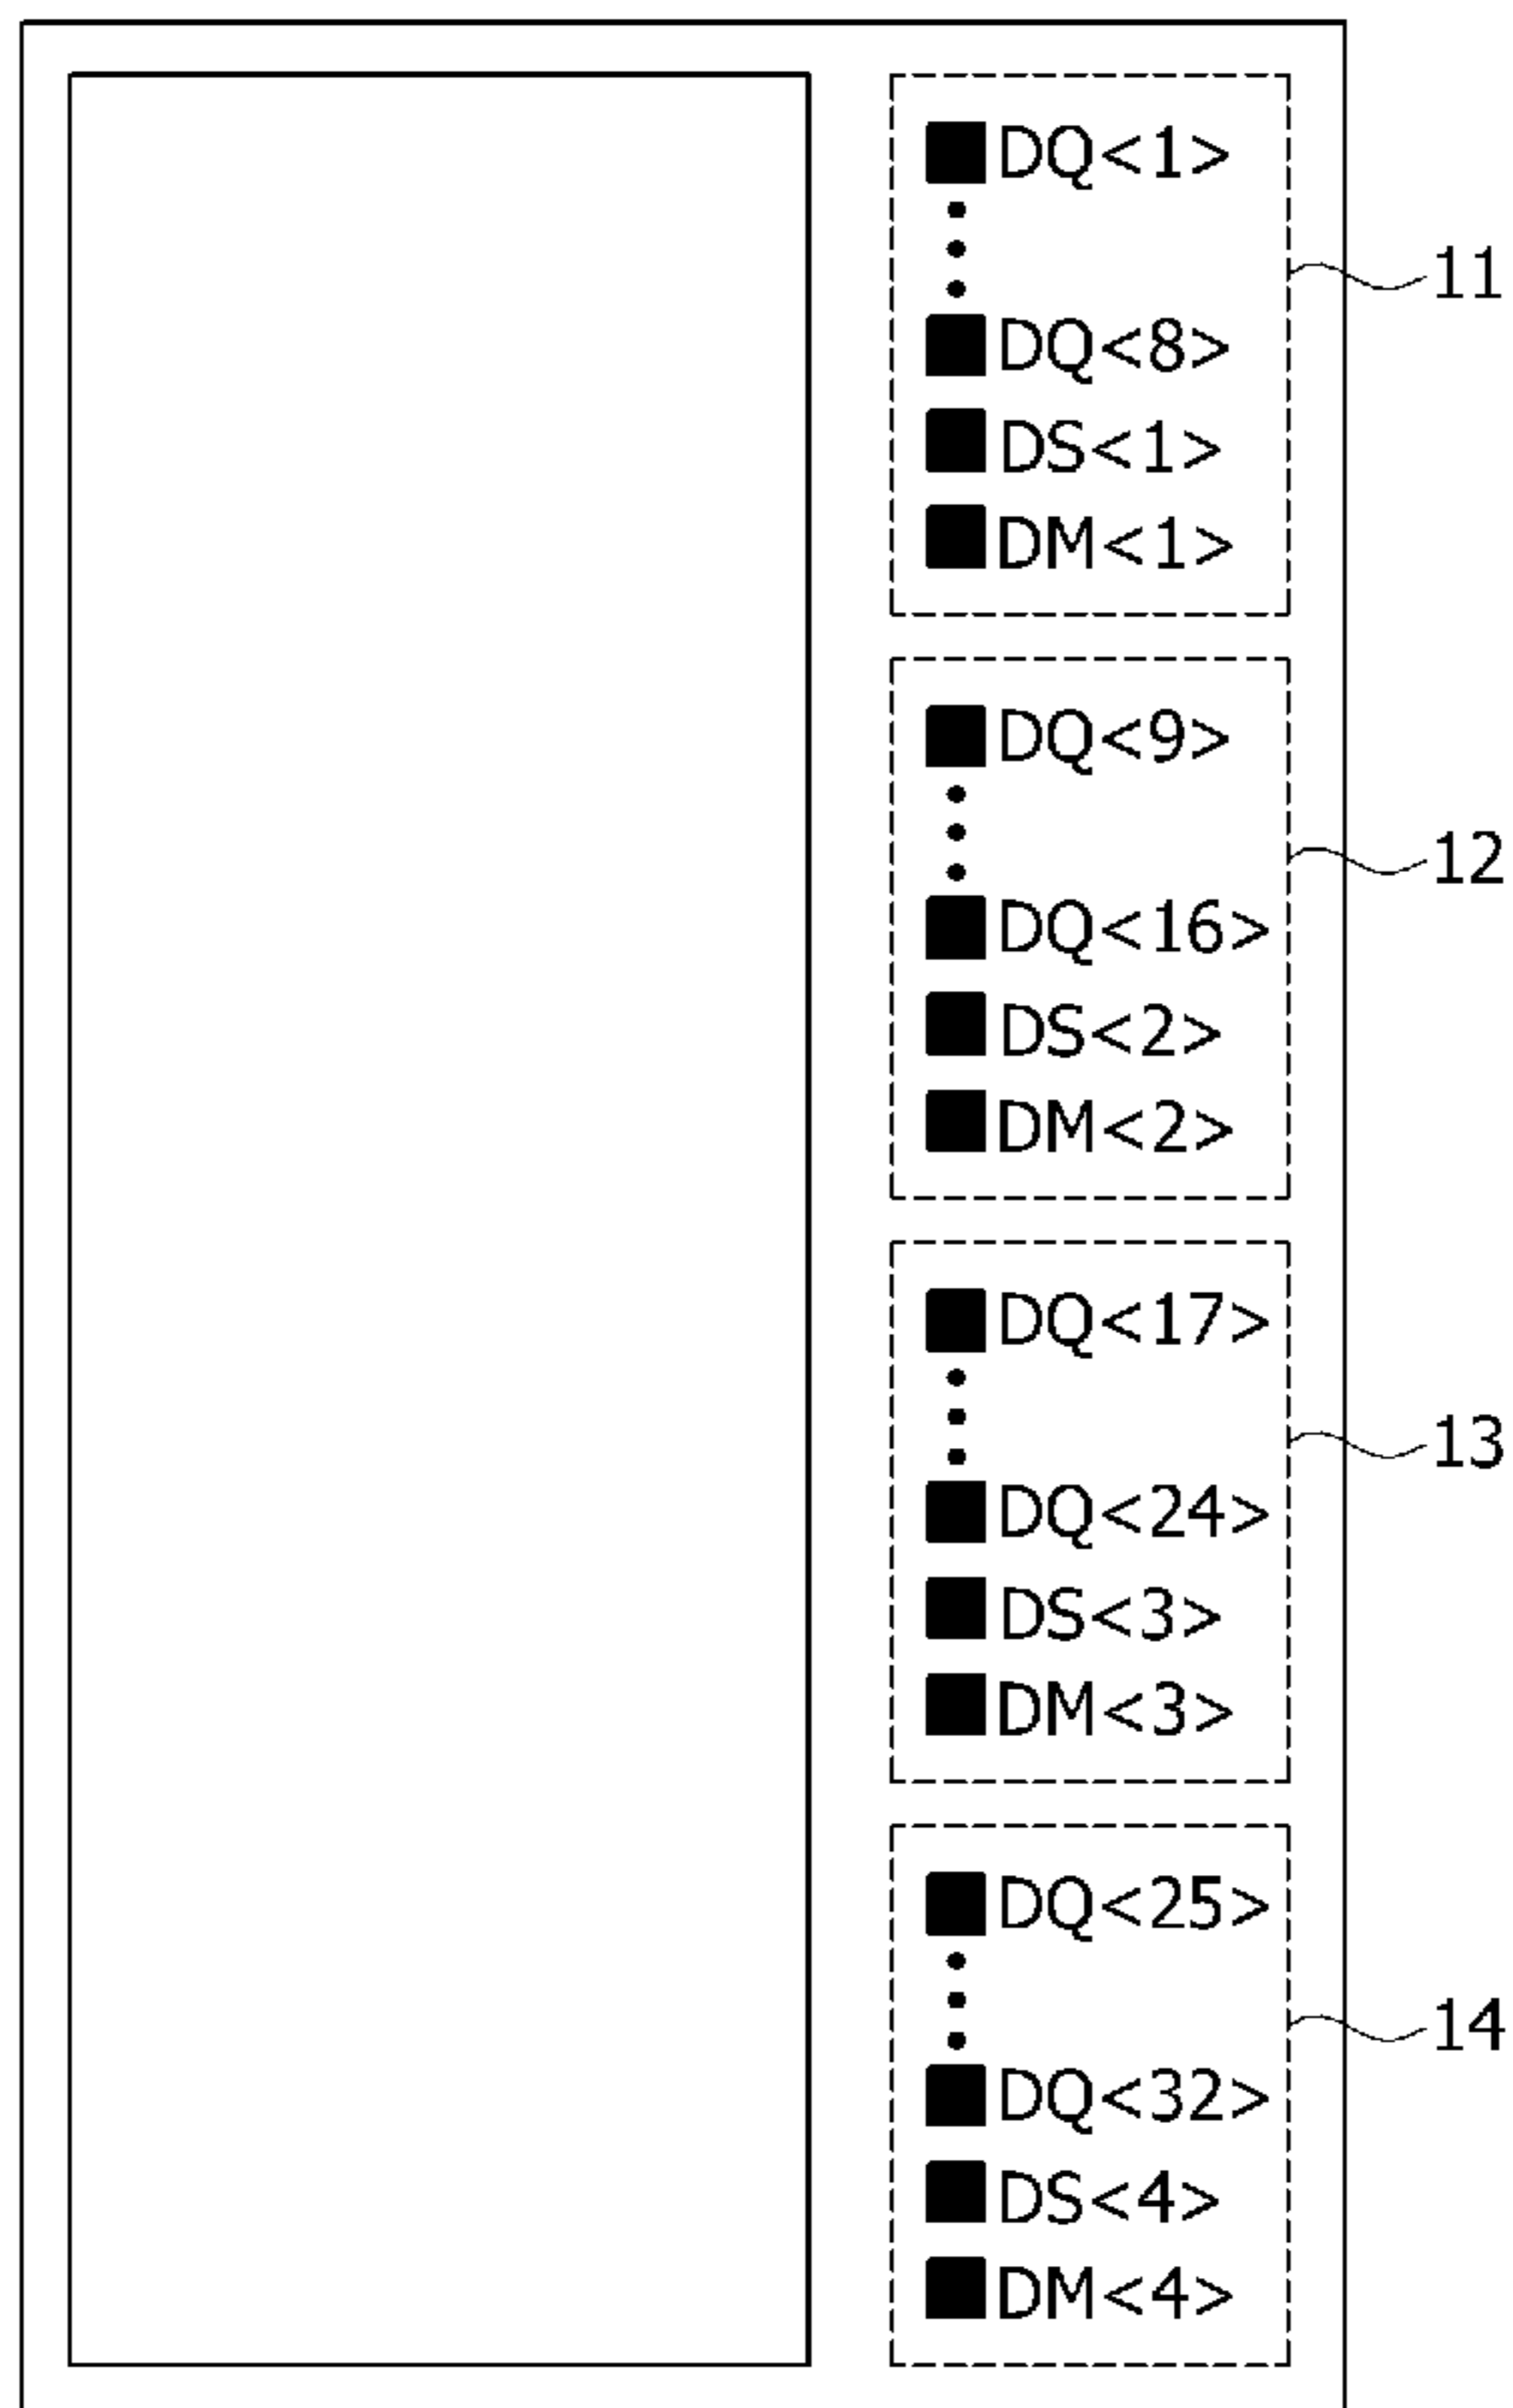 DQ<1>
11
DQ<8>
DS<1>
DM<1>
DQ<9>
12
DQ<16>
DS<2>
DM<2>
DQ<17>
13
DQ<24>
DS<3>
DM<3>
DQ<25>
14
DQ<32>
DS<4>
DM<4>